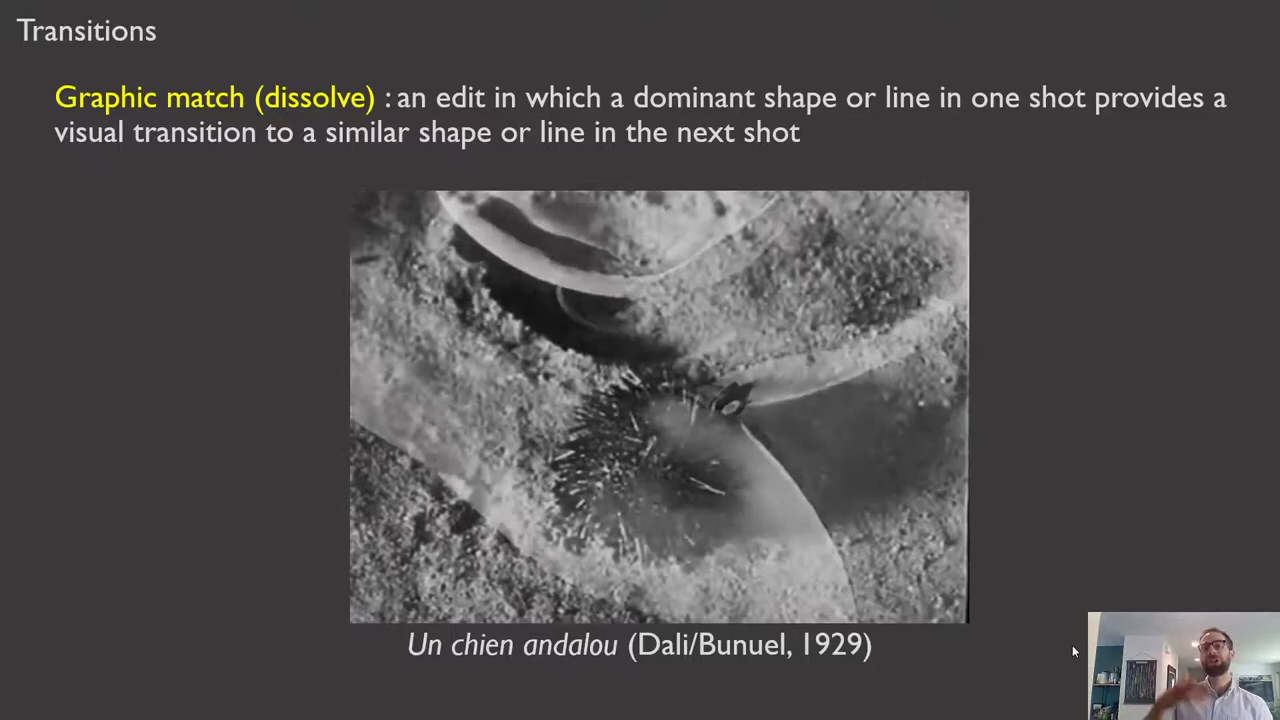 Transitions
Graphic match (dissolve) : an edit in which a dominant shape or line in one shot provides a
visual transition to a similar shape or line in the next shot
Un chien andalou (Dali/Bunuel, 1929)